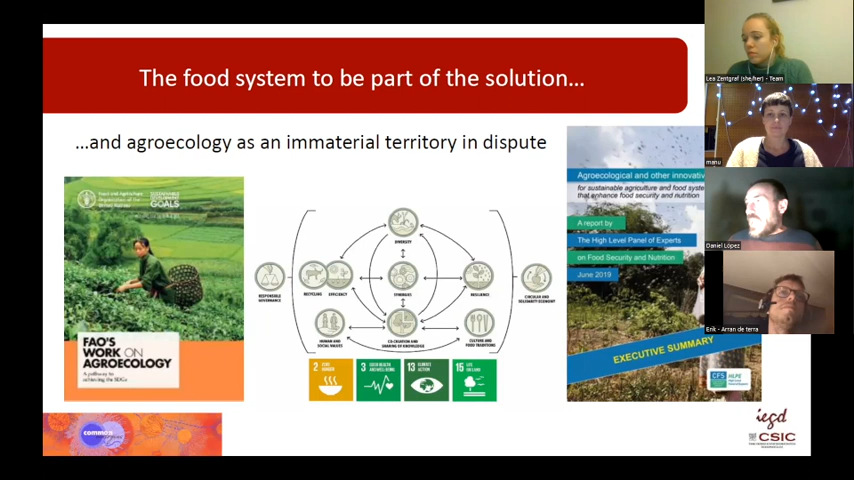 The food system to be part of the solution…
…and agroecology as an immaterial territory in dispute
Food and Agriculture
Organization of the
United Nations
SUSTAINABLE
DEVELOPMENT
GOALS
FAO'S
WORK ON
AGROECOLOGY
A pathway to
achieving the SDGs
DIVERSITY
RECYCLING
EFFICIENCY
SYNERGIES
RESILIENCE
RESPONSIBLE
GOVERNANCE
CIRCULAR AND
SOLIDARITY ECONOMY
HUMAN AND
SOCIAL VALUES
CO-CREATION AND
SHARING OF KNOWLEDGE
CULTURE AND
FOOD TRADITIONS
2 ZERO
HUNGER
3 GOOD HEALTH
AND WELL-BEING
13 CLIMATE
ACTION
15 LIFE
ON LAND
Agroecological and other innovativ
for sustainable agriculture and food syste
that enhance food security and nutrition
A report by
The High Level Panel of Experts
on Food Security and Nutrition
June 2019
EXECUTIVE SUMMARY
CFS HLPE
iegd
CSIC
Lea Zentgraf (she/her) - Team
manu
Daniel López
Erik - Arran de terra